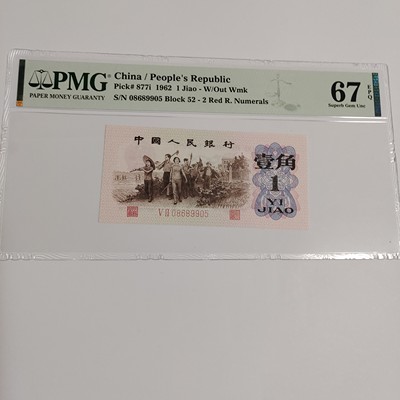 PMG
PAPER MONEY GUARANTY
China / People's Republic
Pick# 877i 1962 1 Jiao - W/Out Wmk
S/N 08689905 Block 52 - 2 Red R. Numerals
67
EPQ
Superb Gem Unc
中國人民銀行
壹角
1
YI
JIAO
08689905